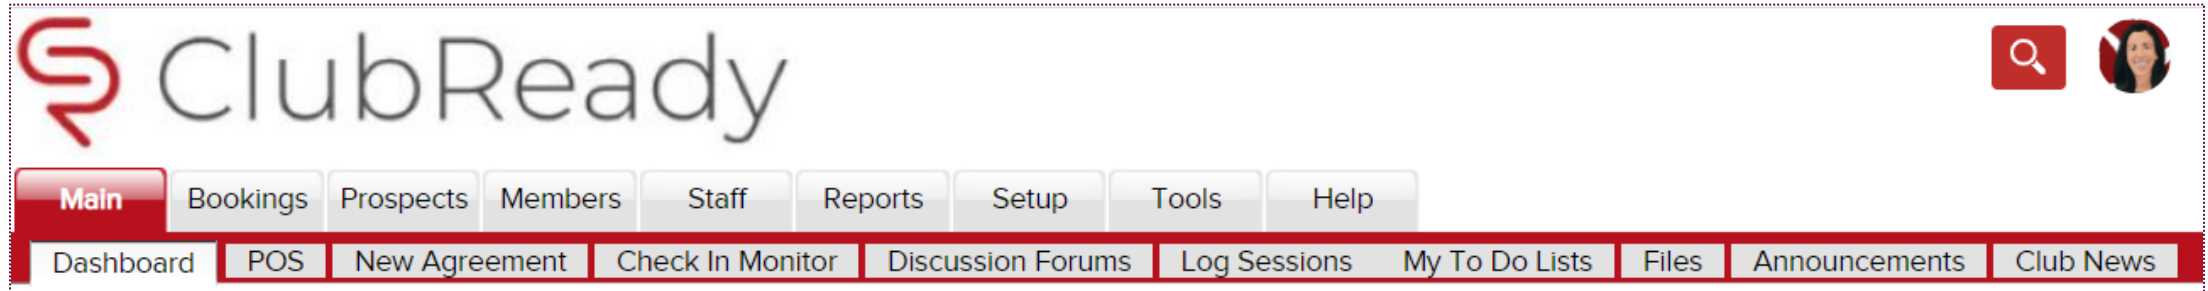 ClubReady
Main Bookings Prospects Members Staff Reports Setup Tools Help
Dashboard POS New Agreement Check In Monitor Discussion Forums Log Sessions My To Do Lists Files Announcements Club News